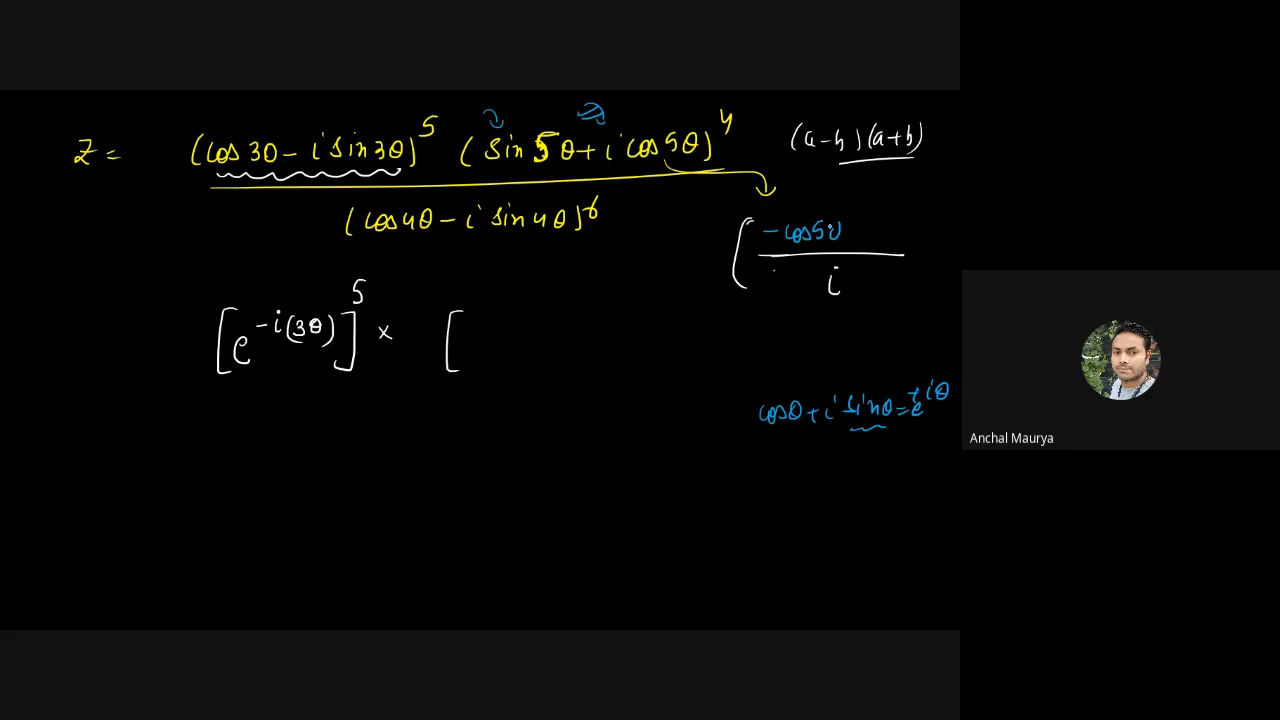 Z = (cos 3θ - i sin 3θ)^5 (sin 5θ + i cos 5θ)^4
(cos 4θ - i sin 4θ)^6
(a-b)(a+b)
( -cos 5θ
i
[e^{-i(3θ)}]^5 × [
cosθ + i sinθ = e^{+iθ}
Anchal Maurya